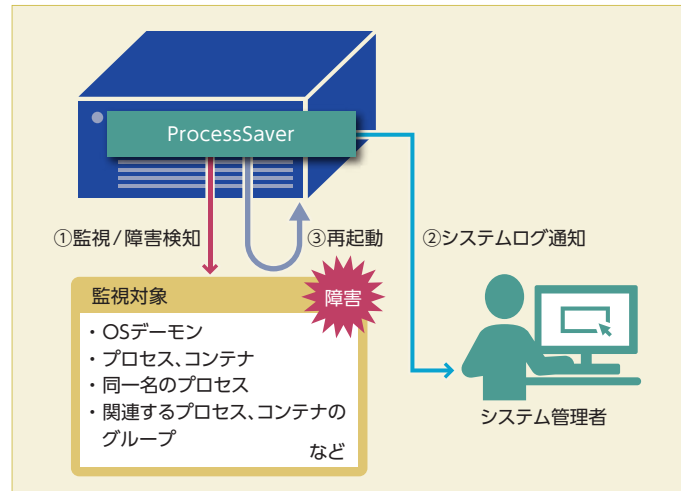 ProcessSaver
①監視/障害検知
③再起動
②システムログ通知
監視対象
障害
・OSデーモン
・プロセス、コンテナ
・同一名のプロセス
・関連するプロセス、コンテナの
グループ
など
システム管理者